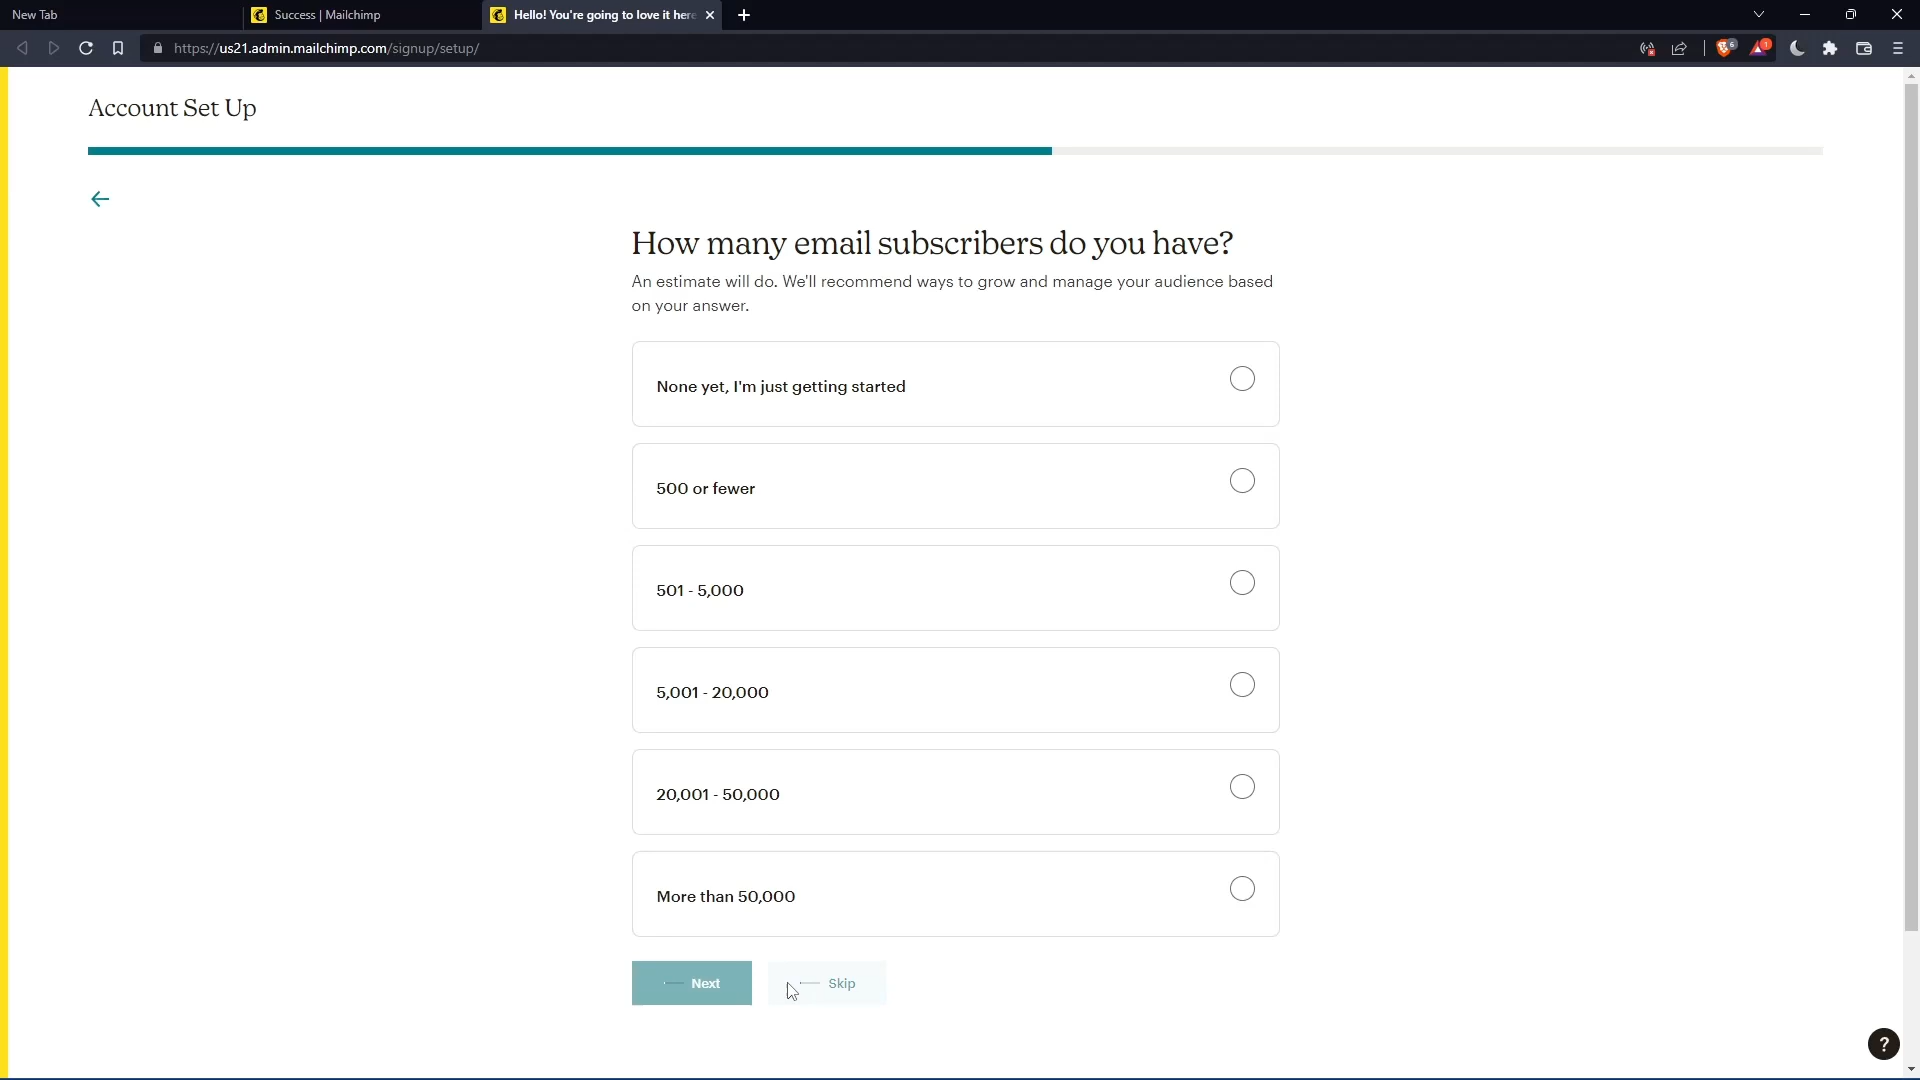 New Tab
Success | Mailchimp
Hello! You're going to love it here
https://us21.admin.mailchimp.com/signup/setup/
6
1
Account Set Up
How many email subscribers do you have?
An estimate will do. We'll recommend ways to grow and manage your audience based
on your answer.
None yet, I'm just getting started
500 or fewer
501 - 5,000
5,001 - 20,000
20,001 - 50,000
More than 50,000
Next
Skip
?